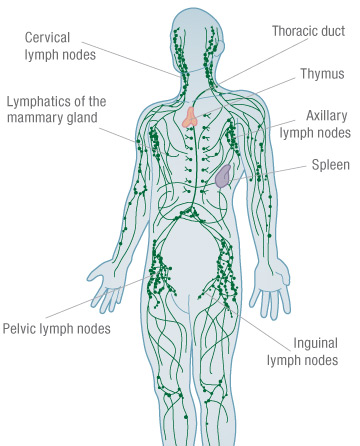 Cervical
lymph nodes
Thoracic duct
Thymus
Lymphatics of the
mammary gland
Axillary
lymph nodes
Spleen
Pelvic lymph nodes
Inguinal
lymph nodes